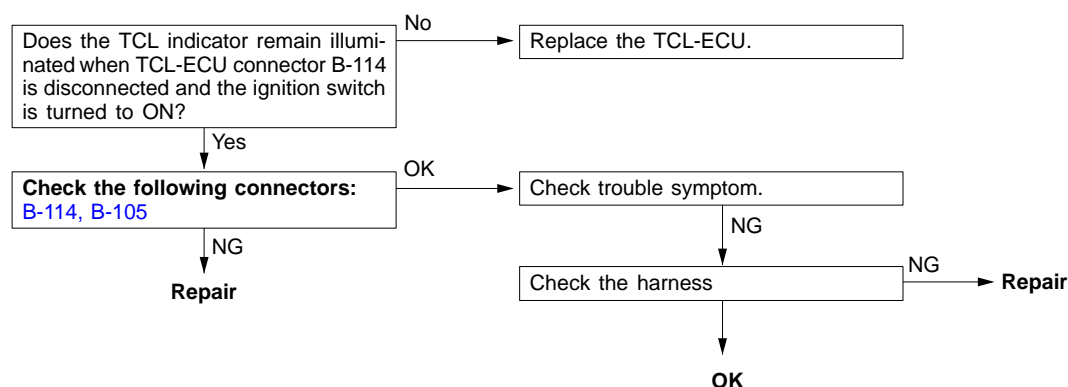 Does the TCL indicator remain illumi-
nated when TCL-ECU connector B-114
is disconnected and the ignition switch
is turned to ON?
No
Replace the TCL-ECU.
Yes
Check the following connectors:
B-114, B-105
OK
Check trouble symptom.
NG
Repair
NG
Check the harness
NG
Repair
OK